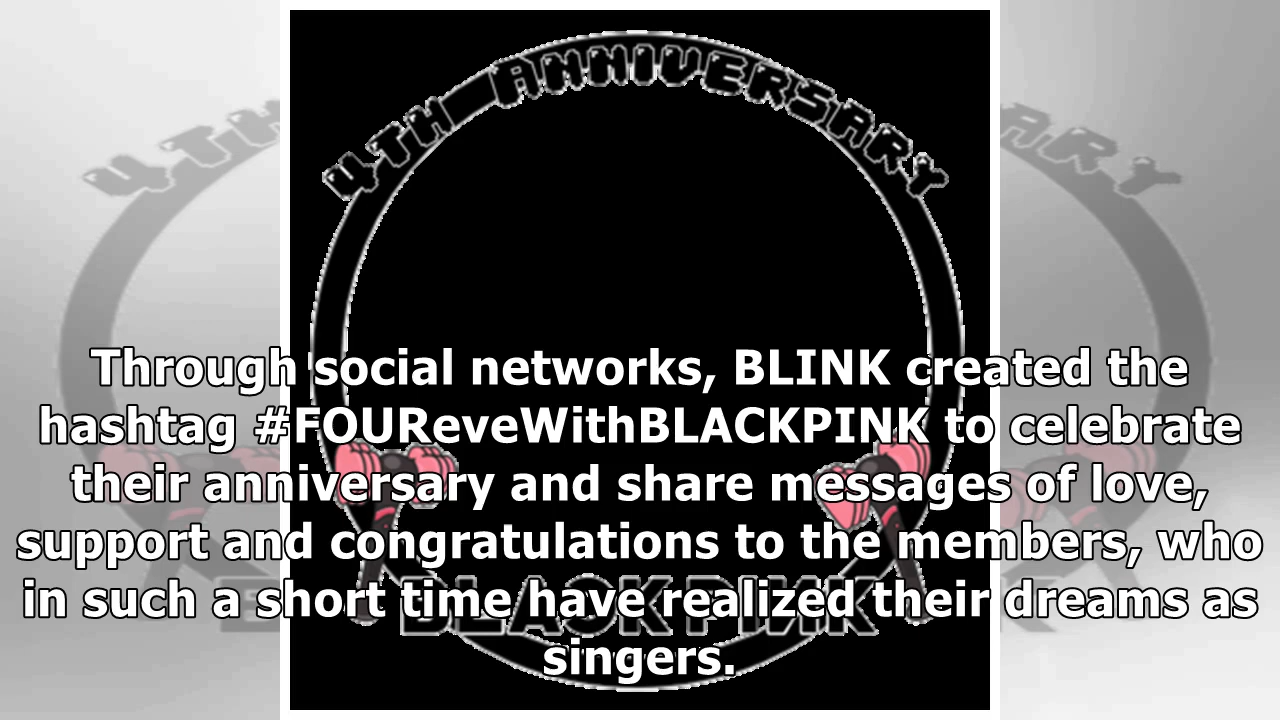 4TH ANNIVERSARY
Through social networks, BLINK created the
hashtag #FOUReveWithBLACKPINK to celebrate
their anniversary and share messages of love,
support and congratulations to the members, who
in such a short time have realized their dreams as
singers.
BLACKPINK